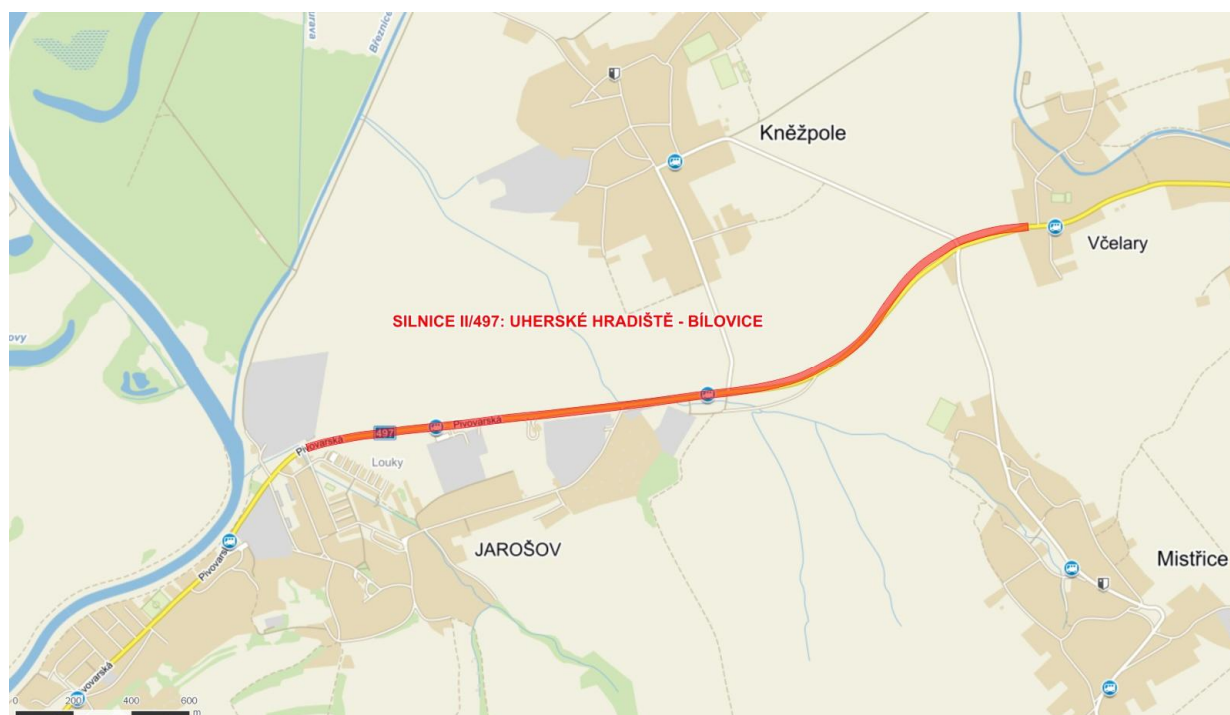 Březnice
Kněžpole
Včelary
SILNICE II/497: UHERSKÉ HRADIŠTĚ - BÍLOVICE
Pivovarská
497
Pivovarská
Louky
JAROŠOV
Mistřice
Pivovarská
0 200 400 600
m